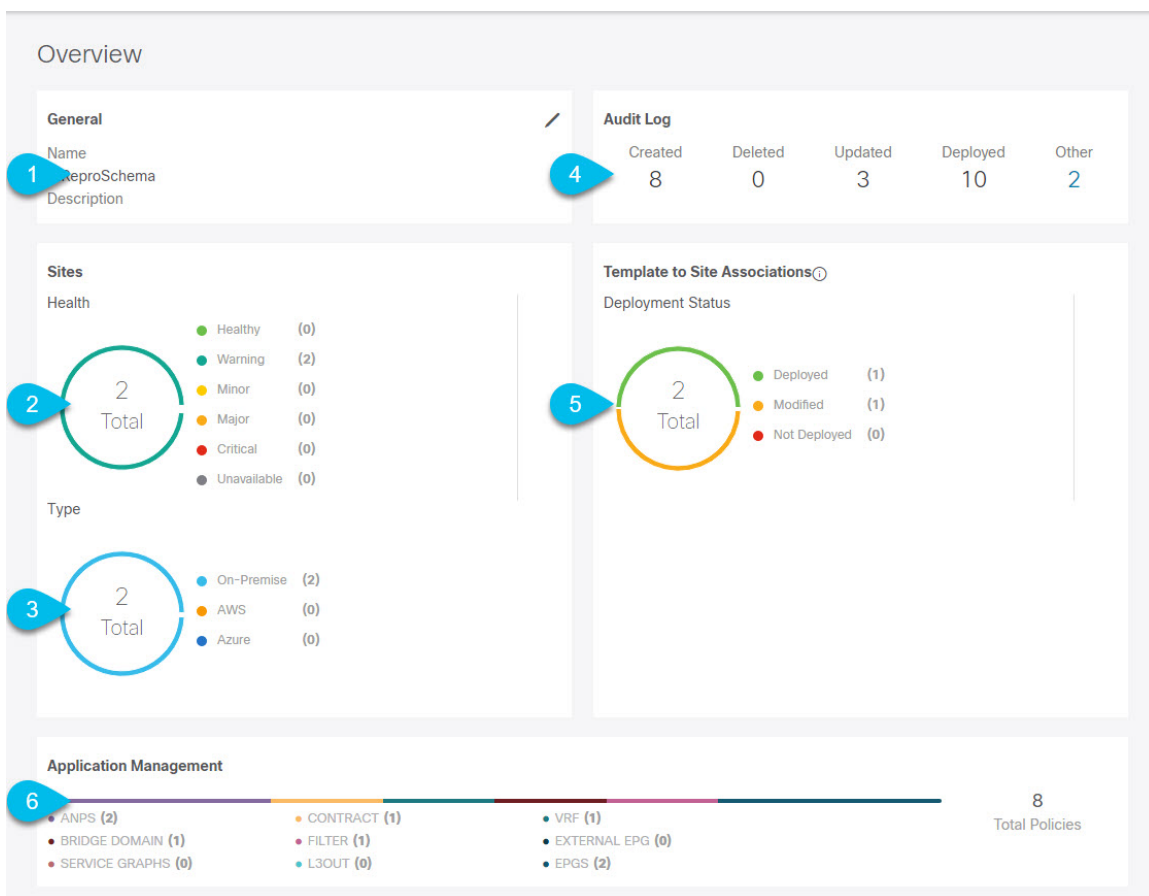 Overview
General
Name
1
ReproSchema
Description
Audit Log
Created Deleted Updated Deployed Other
4
8 0 3 10 2
Sites
Health
2
2
Total
Healthy (0)
Warning (2)
Minor (0)
Major (0)
Critical (0)
Unavailable (0)
Type
3
2
Total
On-Premise (2)
AWS (0)
Azure (0)
Template to Site Associations
Deployment Status
5
2
Total
Deployed (1)
Modified (1)
Not Deployed (0)
Application Management
6
ANPS (2) CONTRACT (1) VRF (1)
BRIDGE DOMAIN (1) FILTER (1) EXTERNAL EPG (0)
SERVICE GRAPHS (0) L3OUT (0) EPGS (2)
8
Total Policies